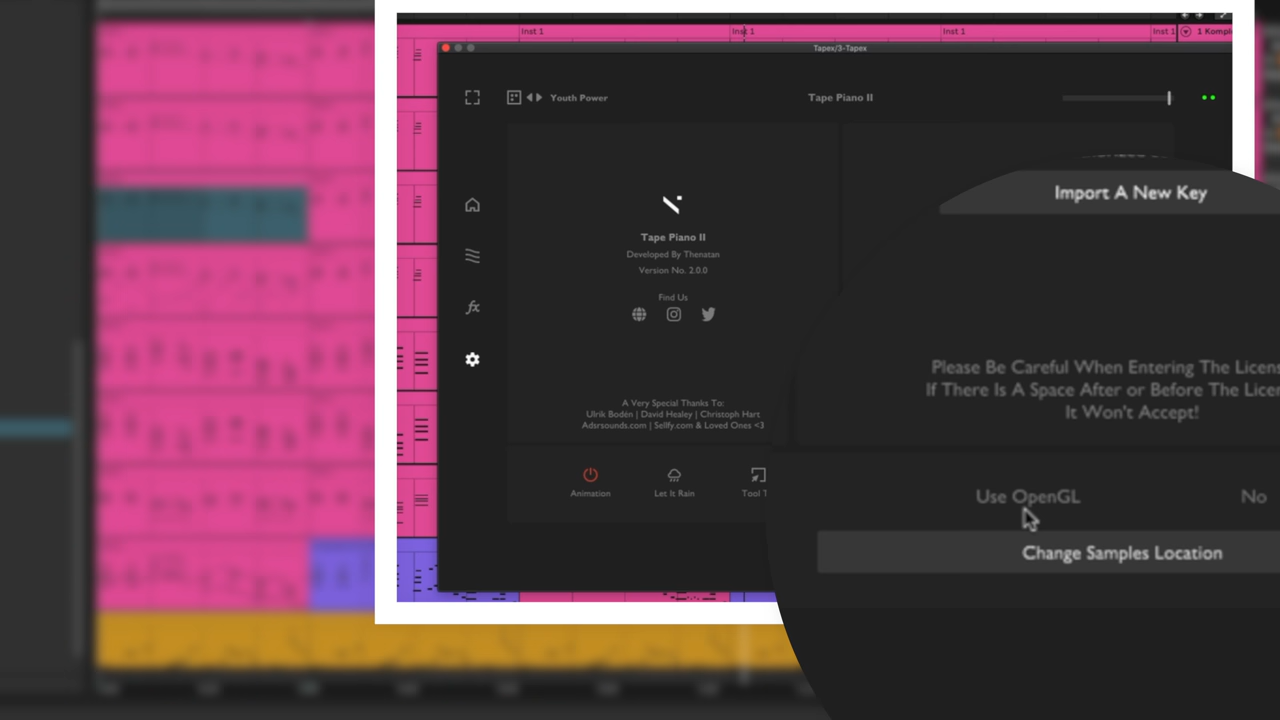 Inst 1
Inst 1
Inst 1
Inst 1
1 Kompl
Tapex/3-Tapex
Youth Power
Tape Piano II
Tape Piano II
Developed By Thenatan
Version No. 2.0.0
Find Us
A Very Special Thanks To:
Ulrik Bodén | David Healey | Christoph Hart
Adsrsounds.com | Sellfy.com & Loved Ones <3
Animation
Let It Rain
Tool T
Import A New Key
Please Be Careful When Entering The Licens
If There Is A Space After or Before The Licen
It Won't Accept!
Use OpenGL
No
Change Samples Location